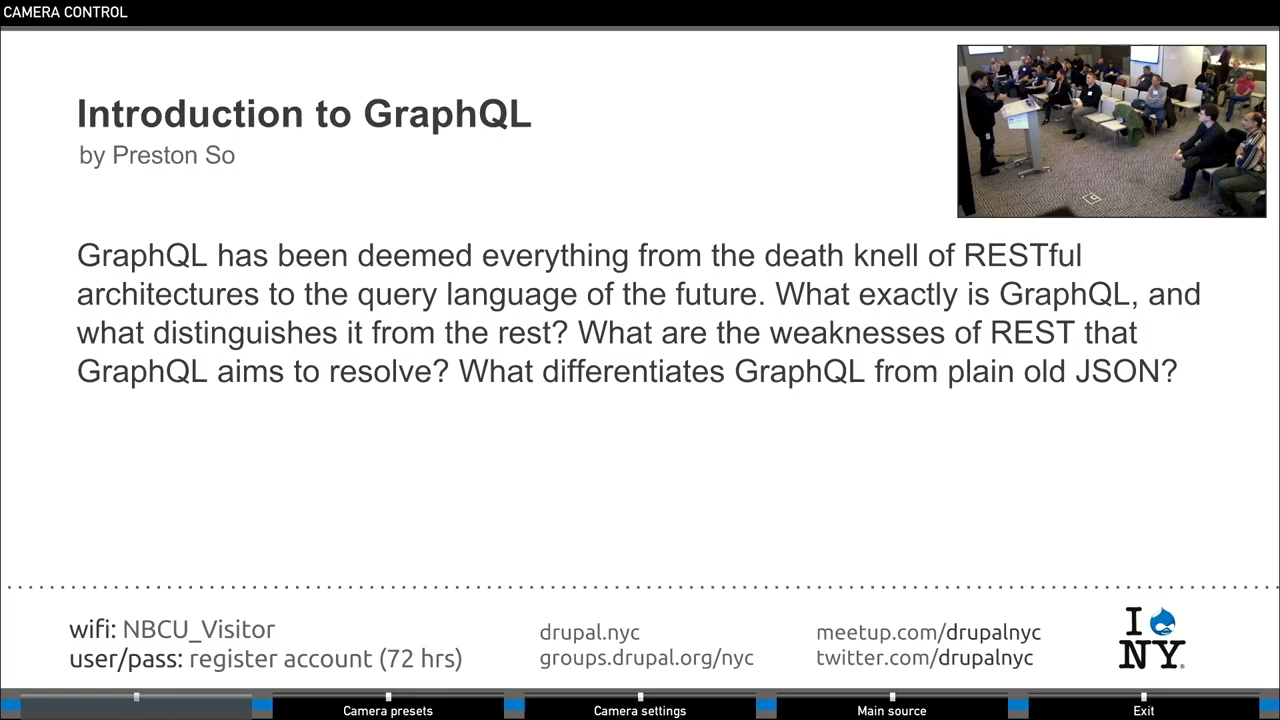 CAMERA CONTROL
Introduction to GraphQL
by Preston So
GraphQL has been deemed everything from the death knell of RESTful
architectures to the query language of the future. What exactly is GraphQL, and
what distinguishes it from the rest? What are the weaknesses of REST that
GraphQL aims to resolve? What differentiates GraphQL from plain old JSON?
wifi: NBCU_Visitor
user/pass: register account (72 hrs)
drupal.nyc
groups.drupal.org/nyc
meetup.com/drupalnyc
twitter.com/drupalnyc
I
NY®
Camera presets
Camera settings
Main source
Exit